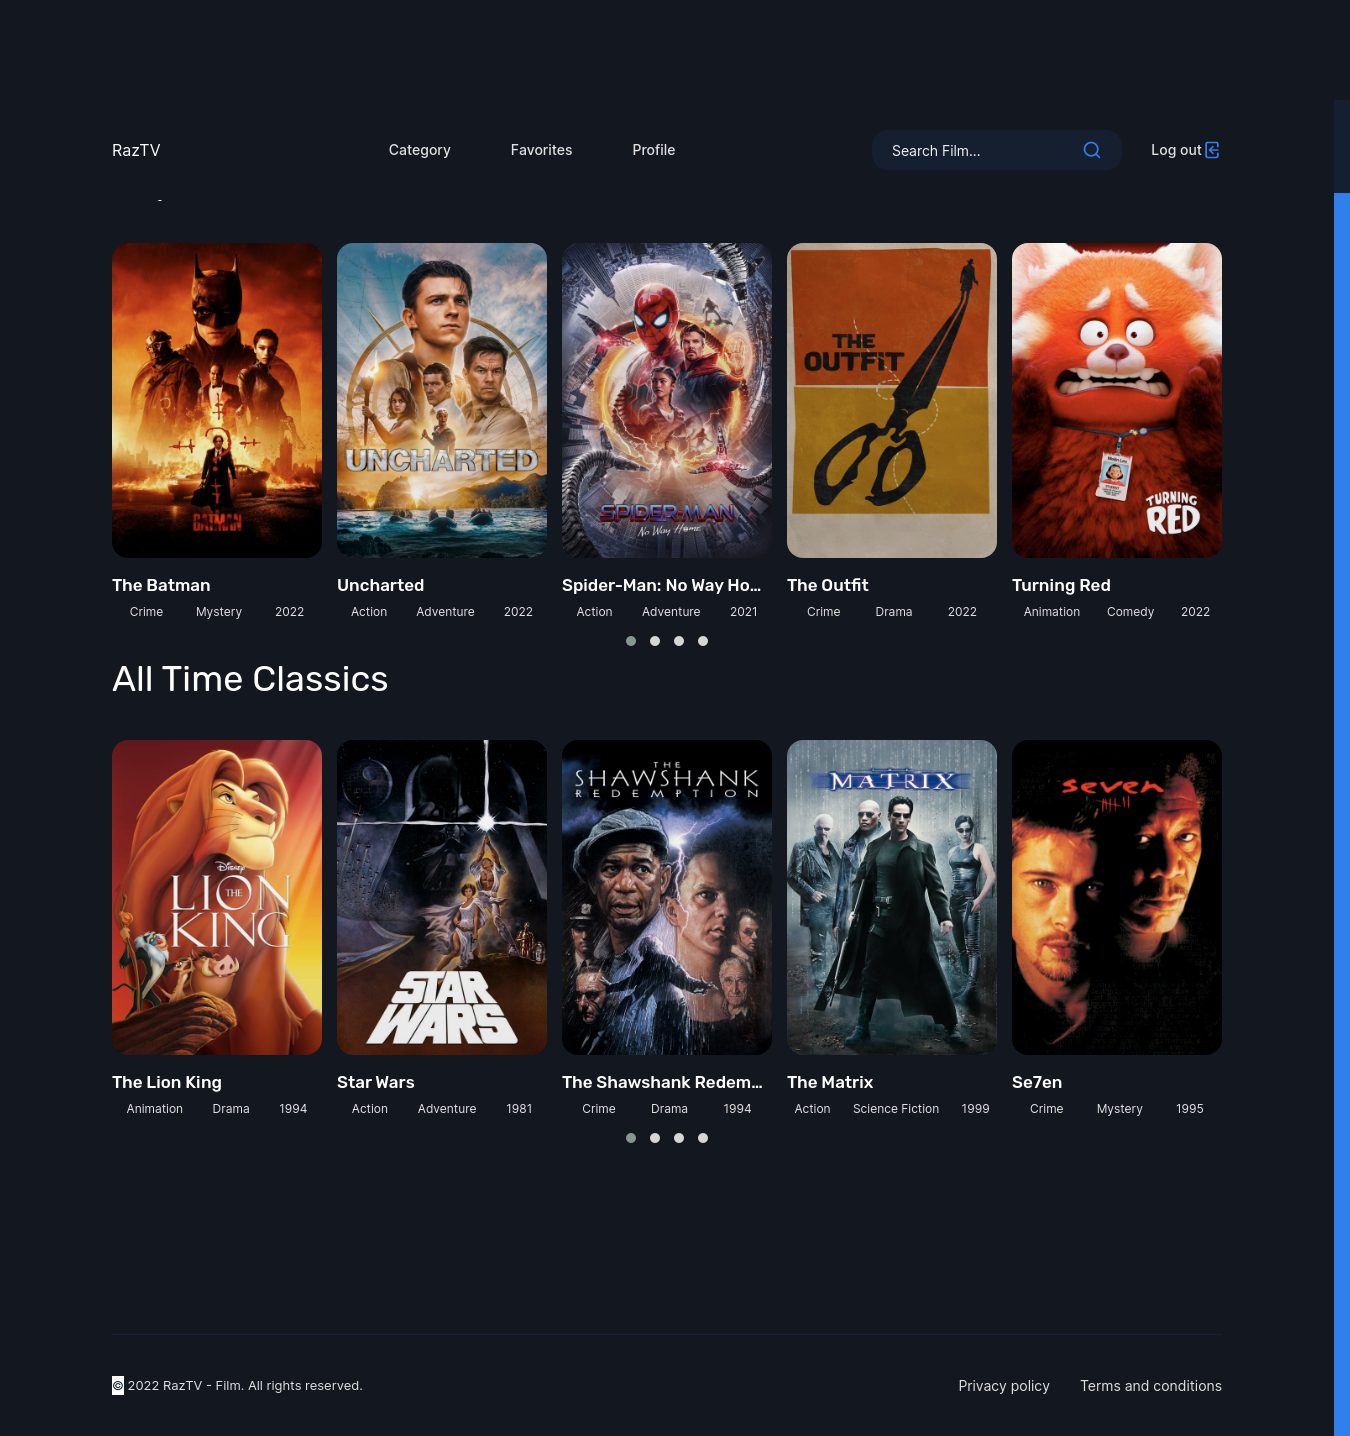 RazTV Category Favorites Profile Search Film... Log out
THE
OUTFIT
UNCHARTED
SPIDER-MAN
No Way Home
BATMAN
TURNING
RED
The Batman Uncharted Spider-Man: No Way Ho... The Outfit Turning Red
Crime Mystery 2022 Action Adventure 2022 Action Adventure 2021 Crime Drama 2022 Animation Comedy 2022
All Time Classics
THE
SHAWSHANK
REDEMPTION
MATRIX
seven
Disney
THE
LION
KING
STAR
WARS
The Lion King Star Wars The Shawshank Redem... The Matrix Se7en
Animation Drama 1994 Action Adventure 1981 Crime Drama 1994 Action Science Fiction 1999 Crime Mystery 1995
© 2022 RazTV - Film. All rights reserved. Privacy policy Terms and conditions